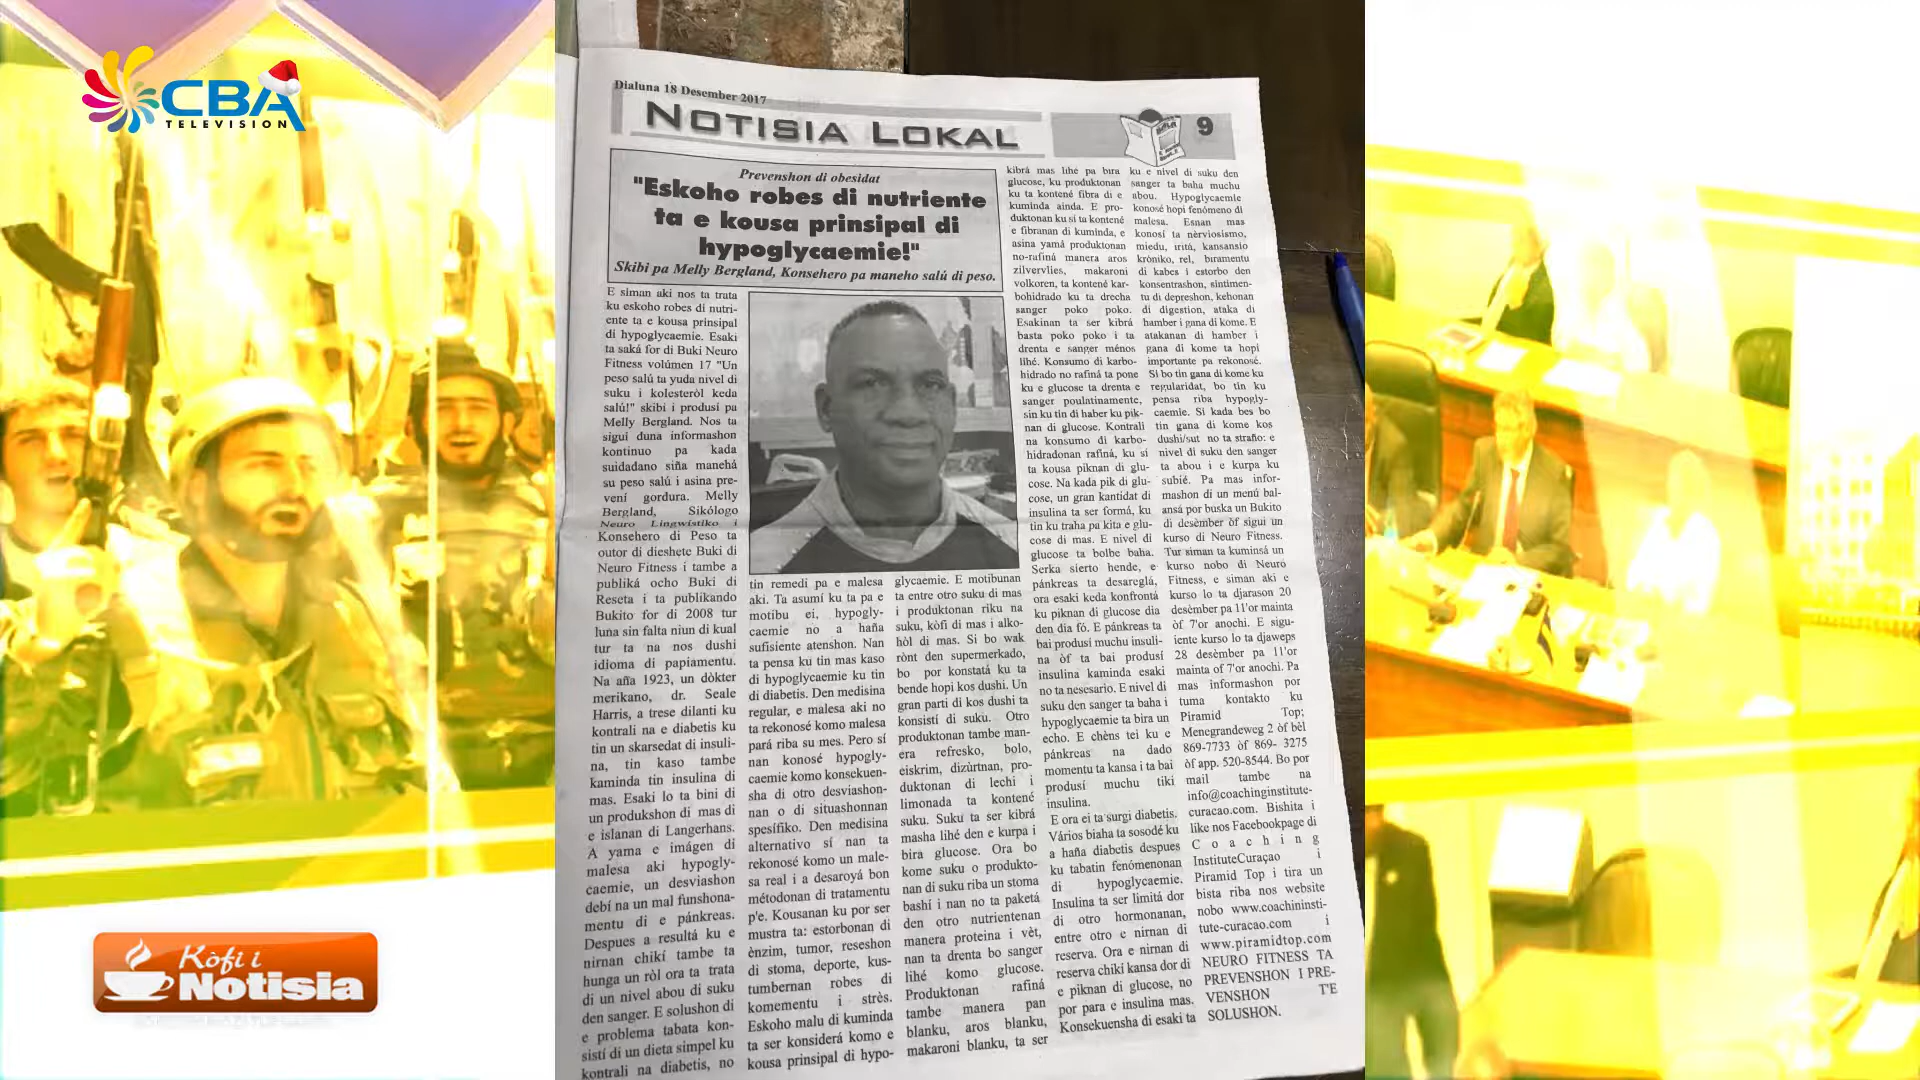 CBA
TELEVISION
Dialuna 18 Desember 2017
NOTISIA LOKAL
9
Prevenshon di obesidat
"Eskoho robes di nutriente
ta e kousa prinsipal di
hypoglycaemie!"
Skibi pa Melly Bergland, Konsehero pa maneho salú di peso.
E siman aki nos ta trata
ku eskoho robes di nutri-
ente ta e kousa prinsipal
di hypoglycaemie. Esaki
ta saká for di Buki Neuro
Fitness volúmen 17 "Un
peso salú ta yuda nivel di
suku i kolesteròl keda
salú!" skibi i produsí pa
Melly Bergland. Nos ta
sigui duna informashon
kontinuo pa kada
suidadano siña manehá
su peso salú i asina pre-
vení gordura. Melly
Bergland, Sikólogo
Neuro Lingwístiko i
Konsehero di Peso ta
outor di dieshete Buki di
Neuro Fitness i tambe a
publiká ocho Buki di
Reseta i ta publikando
Bukito for di 2008 tur
luna sin falta niun di kual
tur ta na nos dushi
idioma di papiamentu.
Na aña 1923, un dòkter
merikano, dr. Seale
Harris, a trese dilanti ku
kontrali na e diabetis ku
tin un skarsedat di insuli-
na, tin kaso tambe
kaminda tin insulina di
mas. Esaki lo ta bini di
un produkshon di mas di
e islanan di Langerhans.
A yama e imágen di
malesa aki hypogly-
caemie, un desviashon
debí na un mal funshona-
mentu di e pánkreas.
Despues a resultá ku e
nirnan chikí tambe ta
hunga un ròl ora ta trata
di un nivel abou di suku
den sanger. E solushon di
e problema tabata kon-
sistí di un dieta simpel ku
kontrali na diabetis, no
tin remedi pa e malesa
aki. Ta asumí ku ta pa e
motibu ei, hypogly-
caemie no a haña
sufisiente atenshon. Nan
ta pensa ku tin mas kaso
di hypoglycaemie ku tin
di diabetis. Den medisina
regular, e malesa aki no
ta rekonosé komo malesa
pará riba su mes. Pero sí
nan konosé hypogly-
caemie komo konsekuen-
sha di otro desviashon-
nan o di situashonnan
spesífiko. Den medisina
alternativo sí nan ta
rekonosé komo un male-
sa real i a desaroyá bon
métodonan di tratamentu
p'e. Kousanan ku por ser
mustra ta: estorbonan di
ènzim, tumor, reseshon
di stoma, deporte, kus-
tumbernan robes di
komementu i strès.
Eskoho malu di kuminda
ta ser konsiderá komo e
kousa prinsipal di hypo-
glycaemie. E motibunan
ta entre otro suku di mas
i produktonan riku na
suku, kòfi di mas i alko-
hòl di mas. Si bo wak
rònt den supermerkado,
bo por konstatá ku ta
bende hopi kos dushi. Un
gran parti di kos dushi ta
konsistí di suku. Otro
produktonan tambe man-
era refresko, bolo,
eiskrim, dizùrtnan, pro-
duktonan di lechi i
limonada ta kontené
suku. Suku ta ser kibrá
masha lihé den e kurpa i
bira glucose. Ora bo
kome suku o produkto-
nan di suku riba un stoma
bashí i nan no ta paketá
den otro nutrientenan
manera proteina i vèt,
nan ta drenta bo sanger
lihé komo glucose.
Produktonan rafiná
tambe manera pan
blanku, aros blanku,
makaroni blanku, ta ser
kibrá mas lihé pa bira
glucose, ku produktonan
ku ta kontené fibra di e
kuminda ainda. E pro-
duktonan ku si ta kontené
e fibranan di kuminda, e
asina yamá produktonan
no-rafiná manera aros
zilvervlies, makaroni
volkoren, ta kontené kar-
bohidrado ku ta drecha
sanger poko poko.
Esakinan ta ser kibrá
basta poko poko i ta
drenta e sanger ménos
lihé. Konsumo di karbo-
hidrado no rafiná ta pone
ku e glucose ta drenta e
sanger poulatinamente,
sin ku tin di haber ku pik-
nan di glucose. Kontrali
na konsumo di karbo-
hidradonan rafiná, ku sí
ta kousa piknan di glu-
cose. Na kada pik di glu-
cose, un gran kantidat di
insulina ta ser formá, ku
tin ku traha pa kita e glu-
cose di mas. E nivel di
glucose ta bolbe baha.
Serka sierto hende, e
pánkreas ta desareglá,
ora esaki keda konfrontá
ku piknan di glucose dia
den dia fó. E pánkreas ta
bai produsí muchu insuli-
na òf ta bai produsí
insulina kaminda esaki
no ta nesesario. E nivel di
suku den sanger ta baha i
hypoglycaemie ta bira un
echo. E chèns tei ku e
pánkreas na dado
momentu ta kansa i ta bai
produsí muchu tiki
insulina.
E ora ei ta surgi diabetis.
Vários biaha ta sosodé ku
a haña diabetis despues
ku tabatin fenómenonan
di hypoglycaemie.
Insulina ta ser limitá dor
di otro hormonanan,
entre otro e nirnan di
reserva. Ora e nirnan di
reserva chikí kansa dor di
e piknan di glucose, no
por para e insulina mas.
Konsekuensha di esaki ta
ku e nivel di suku den
sanger ta baha muchu
abou. Hypoglycaemie
konosé hopi fenómeno di
malesa. Esnan mas
konosí ta nèrviosismo,
miedu, iritá, kansansio
króniko, rel, biramentu
di kabes i estorbo den
konsentrashon, sintimen-
tu di depreshon, kehonan
di digestion, ataka di
hamber i gana di kome. E
atakanan di hamber i
gana di kome ta hopi
importante pa rekonosé.
Si bo tin gana di kome ku
regularidat, bo tin ku
pensa riba hypogly-
caemie. Si kada bes bo
tin gana di kome kos
dushi/sut no ta straño: e
nivel di suku den sanger
ta abou i e kurpa ku
subié. Pa mas infor-
mashon di un menú bal-
ansá por buska un Bukito
di desèmber òf sigui un
kurso di Neuro Fitness.
Tur siman ta kuminsá un
kurso nobo di Neuro
Fitness, e siman aki e
kurso lo ta djarason 20
desèmber pa 11'or mainta
òf 7'or anochi. E sigu-
iente kurso lo ta djaweps
28 desèmber pa 11'or
mainta of 7'or anochi. Pa
mas informashon por
tuma kontakto ku
Piramid Top;
Menegrandeweg 2 òf bèl
869-7733 òf 869- 3275
òf app. 520-8544. Bo por
mail tambe na
info@coachinginstitute-
curacao.com. Bishita i
like nos Facebookpage di
Coaching
InstituteCuraçao i
Piramid Top i tira un
bista riba nos website
nobo www.coachininsti-
tute-curacao.com i
www.piramidtop.com
NEURO FITNESS TA
PREVENSHON I PRE-
VENSHON T'E
SOLUSHON.
Kòfi i
Notisia